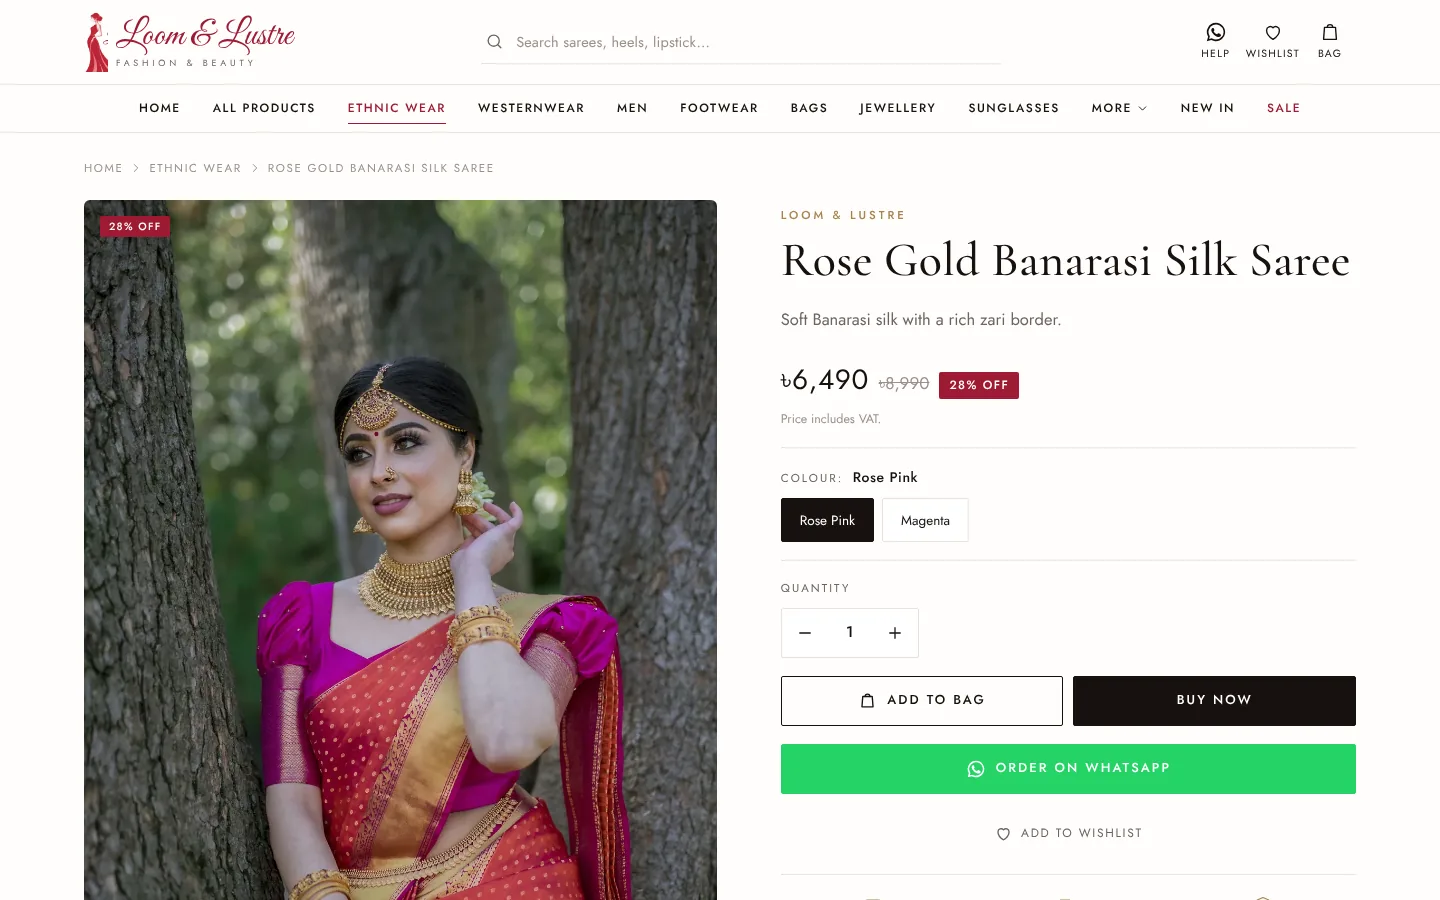 Loom & Lustre
FASHION & BEAUTY
Search sarees, heels, lipstick...
HELP
WISHLIST
BAG
HOME
ALL PRODUCTS
ETHNIC WEAR
WESTERNWEAR
MEN
FOOTWEAR
BAGS
JEWELLERY
SUNGLASSES
MORE
NEW IN
SALE
HOME > ETHNIC WEAR > ROSE GOLD BANARASI SILK SAREE
28% OFF
LOOM & LUSTRE
Rose Gold Banarasi Silk Saree
Soft Banarasi silk with a rich zari border.
৳6,490 ৳8,990 28% OFF
Price includes VAT.
COLOUR: Rose Pink
Rose Pink
Magenta
QUANTITY
− 1 +
ADD TO BAG
BUY NOW
ORDER ON WHATSAPP
ADD TO WISHLIST